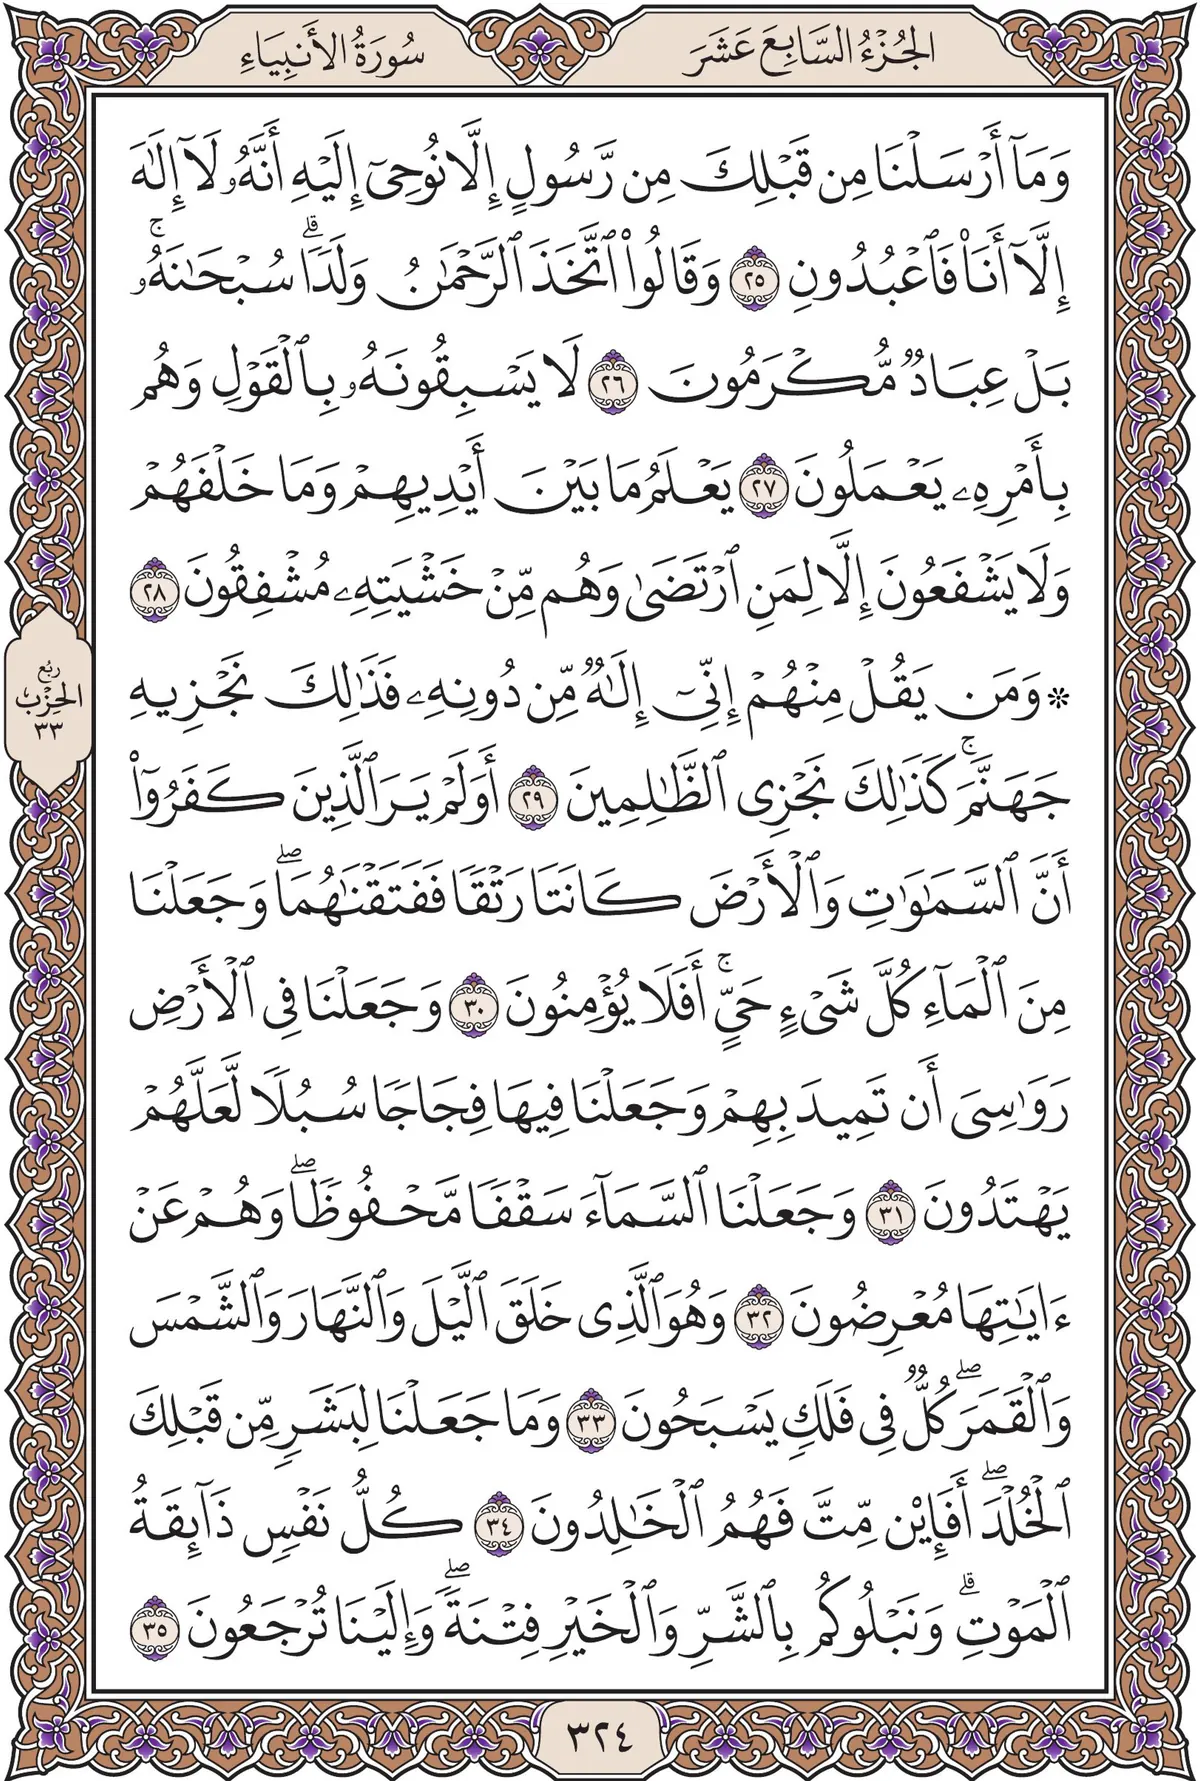 الجُزْءُ السَّابِعَ عَشَرَ
سُورَةُ الأَنبِيَاءِ
وَمَآ أَرْسَلْنَا مِن قَبْلِكَ مِن رَّسُولٍ إِلَّا نُوحِىٓ إِلَيْهِ أَنَّهُۥ لَآ إِلَٰهَ
إِلَّآ أَنَا۠ فَٱعْبُدُونِ ٢٥ وَقَالُوا۟ ٱتَّخَذَ ٱلرَّحْمَٰنُ وَلَدًا ۗ سُبْحَٰنَهُۥ ۚ
بَلْ عِبَادٌ مُّكْرَمُونَ ٢٦ لَا يَسْبِقُونَهُۥ بِٱلْقَوْلِ وَهُم
بِأَمْرِهِۦ يَعْمَلُونَ ٢٧ يَعْلَمُ مَا بَيْنَ أَيْدِيهِمْ وَمَا خَلْفَهُمْ
وَلَا يَشْفَعُونَ إِلَّا لِمَنِ ٱرْتَضَىٰ وَهُم مِّنْ خَشْيَتِهِۦ مُشْفِقُونَ ٢٨
ربُع
الحِزْب
٣٣
* وَمَن يَقُلْ مِنْهُمْ إِنِّىٓ إِلَٰهٌ مِّن دُونِهِۦ فَذَٰلِكَ نَجْزِيهِ
جَهَنَّمَ ۚ كَذَٰلِكَ نَجْزِى ٱلظَّٰلِمِينَ ٢٩ أَوَلَمْ يَرَ ٱلَّذِينَ كَفَرُوٓا۟
أَنَّ ٱلسَّمَٰوَٰتِ وَٱلْأَرْضَ كَانَتَا رَتْقًا فَفَتَقْنَٰهُمَا ۖ وَجَعَلْنَا
مِنَ ٱلْمَآءِ كُلَّ شَىْءٍ حَىٍّ ۚ أَفَلَا يُؤْمِنُونَ ٣٠ وَجَعَلْنَا فِى ٱلْأَرْضِ
رَوَٰسِىَ أَن تَمِيدَ بِهِمْ وَجَعَلْنَا فِيهَا فِجَاجًا سُبُلًا لَّعَلَّهُمْ
يَهْتَدُونَ ٣١ وَجَعَلْنَا ٱلسَّمَآءَ سَقْفًا مَّحْفُوظًا ۖ وَهُمْ عَنْ
ءَايَٰتِهَا مُعْرِضُونَ ٣٢ وَهُوَ ٱلَّذِى خَلَقَ ٱلَّيْلَ وَٱلنَّهَارَ وَٱلشَّمْسَ
وَٱلْقَمَرَ ۖ كُلٌّ فِى فَلَكٍ يَسْبَحُونَ ٣٣ وَمَا جَعَلْنَا لِبَشَرٍ مِّن قَبْلِكَ
ٱلْخُلْدَ ۖ أَفَإِي۟ن مِّتَّ فَهُمُ ٱلْخَٰلِدُونَ ٣٤ كُلُّ نَفْسٍ ذَآئِقَةُ
ٱلْمَوْتِ ۗ وَنَبْلُوكُم بِٱلشَّرِّ وَٱلْخَيْرِ فِتْنَةً ۖ وَإِلَيْنَا تُرْجَعُونَ ٣٥
٣٢٤